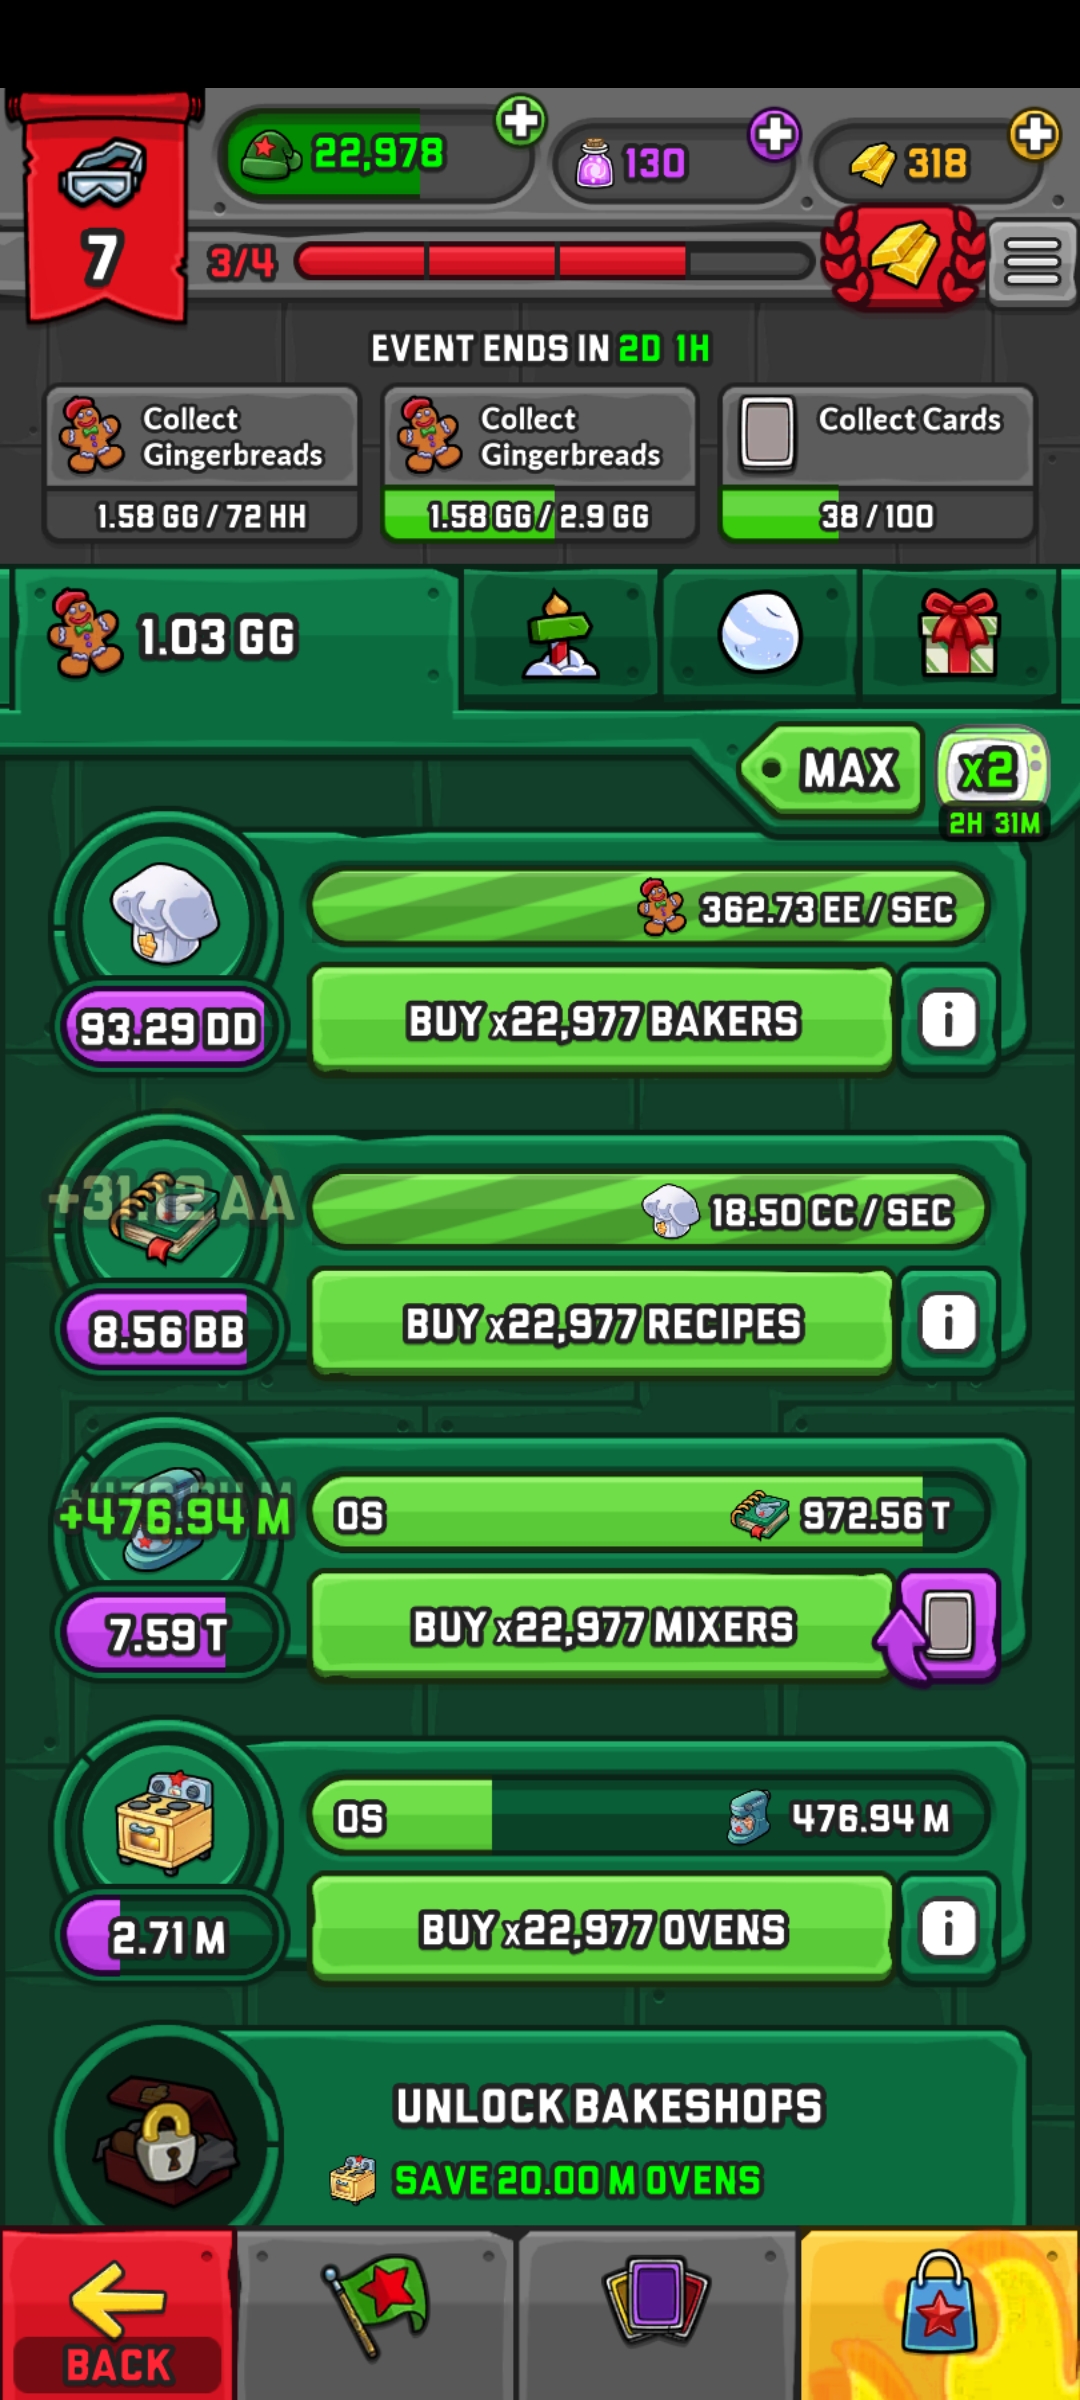 22,978
130
318
7
3/4
EVENT ENDS IN 2D 1H
Collect Gingerbreads
1.58 GG / 72 HH
Collect Gingerbreads
1.58 GG / 2.9 GG
Collect Cards
38 / 100
1.03 GG
MAX
x2
2H 31M
362.73 EE / SEC
93.29 DD
BUY x22,977 BAKERS
i
+31.12 AA
18.50 CC / SEC
8.56 BB
BUY x22,977 RECIPES
i
+476.94 M
+476.94 M
0S
972.56 T
7.59 T
BUY x22,977 MIXERS
0S
476.94 M
2.71 M
BUY x22,977 OVENS
i
UNLOCK BAKESHOPS
SAVE 20.00 M OVENS
BACK